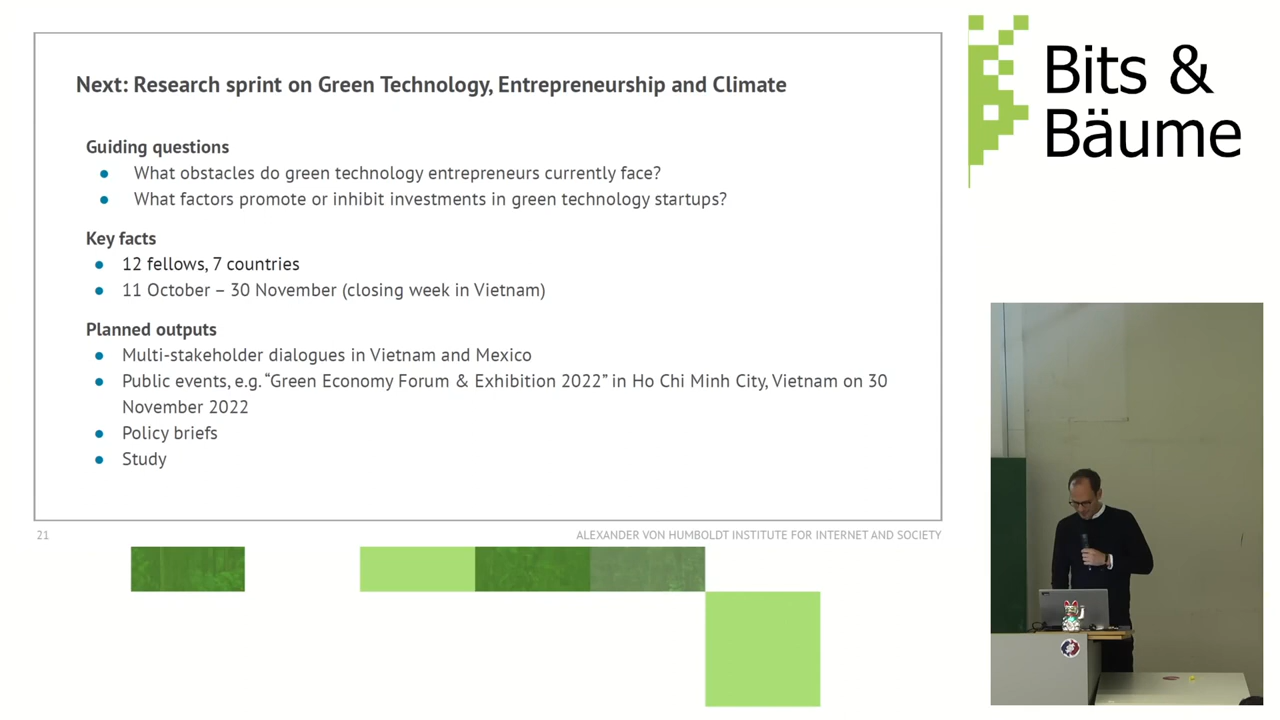 Next: Research sprint on Green Technology, Entrepreneurship and Climate
Guiding questions
● What obstacles do green technology entrepreneurs currently face?
● What factors promote or inhibit investments in green technology startups?
Key facts
● 12 fellows, 7 countries
● 11 October – 30 November (closing week in Vietnam)
Planned outputs
● Multi-stakeholder dialogues in Vietnam and Mexico
● Public events, e.g. “Green Economy Forum & Exhibition 2022” in Ho Chi Minh City, Vietnam on 30
November 2022
● Policy briefs
● Study
21
ALEXANDER VON HUMBOLDT INSTITUTE FOR INTERNET AND SOCIETY
Bits &
Bäume